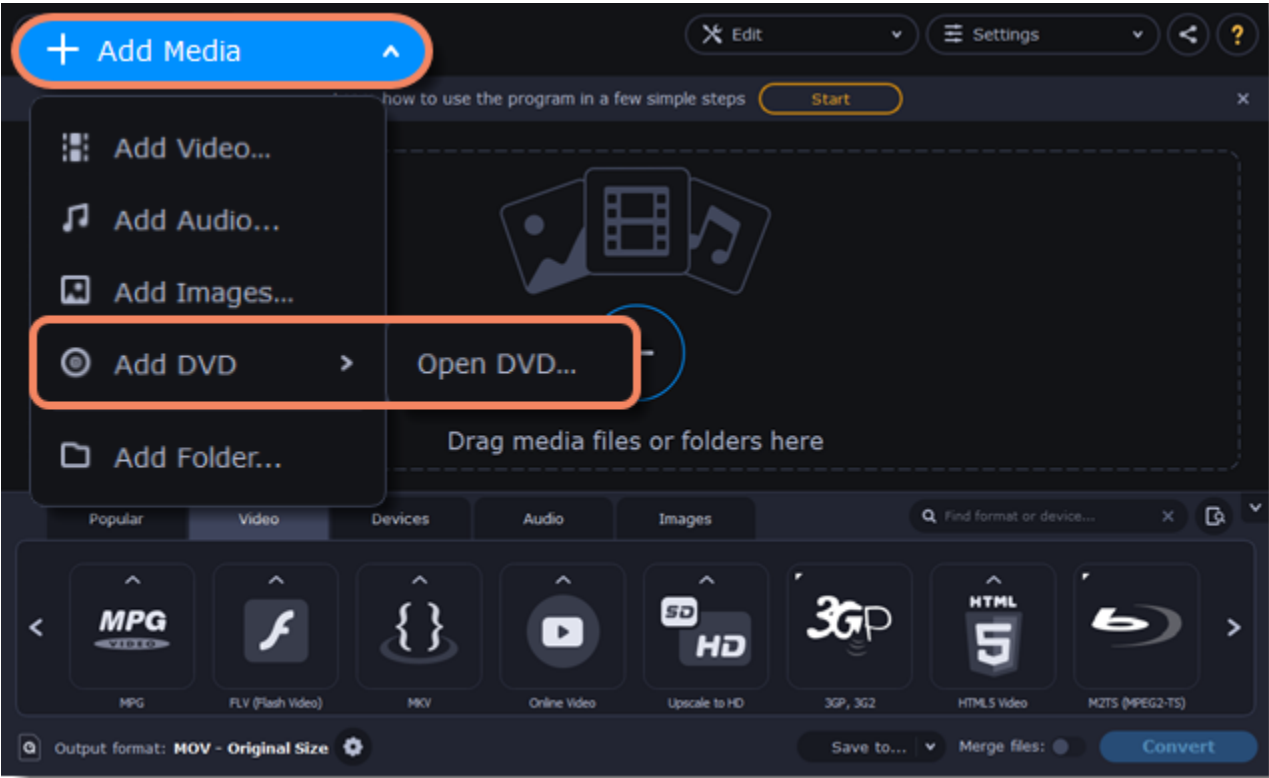 Add Media
Edit
Settings
?
how to use the program in a few simple steps
Start
Add Video...
Add Audio...
Add Images...
Add DVD
Open DVD...
Add Folder...
Drag media files or folders here
Popular
Video
Devices
Audio
Images
Find format or device...
MPG
VIDEO
{ }
SD
HD
3GP
HTML
5
MPG
FLV (Flash Video)
MKV
Online Video
Upscale to HD
3GP, 3G2
HTML5 Video
M2TS (MPEG2-TS)
Output format: MOV - Original Size
Save to...
Merge files:
Convert